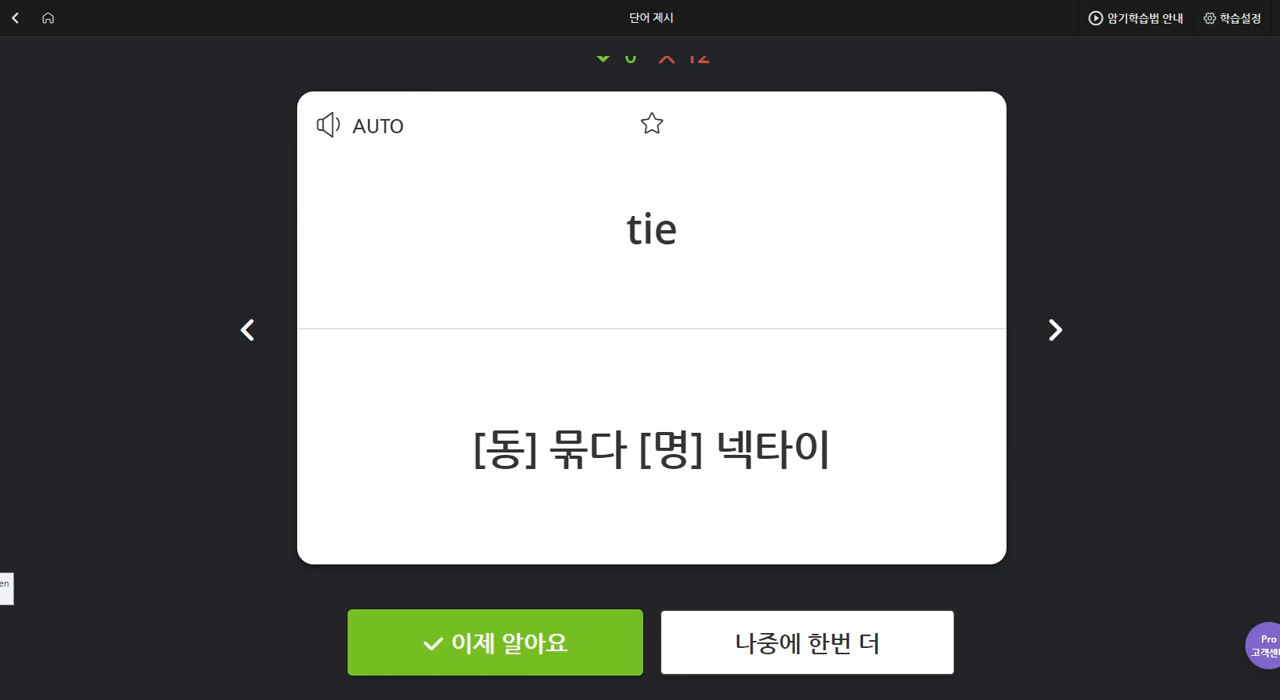 단어 제시
암기학습법 안내
학습설정
AUTO
tie
[동] 묶다 [명] 넥타이
이제 알아요
나중에 한번 더
en
Pro